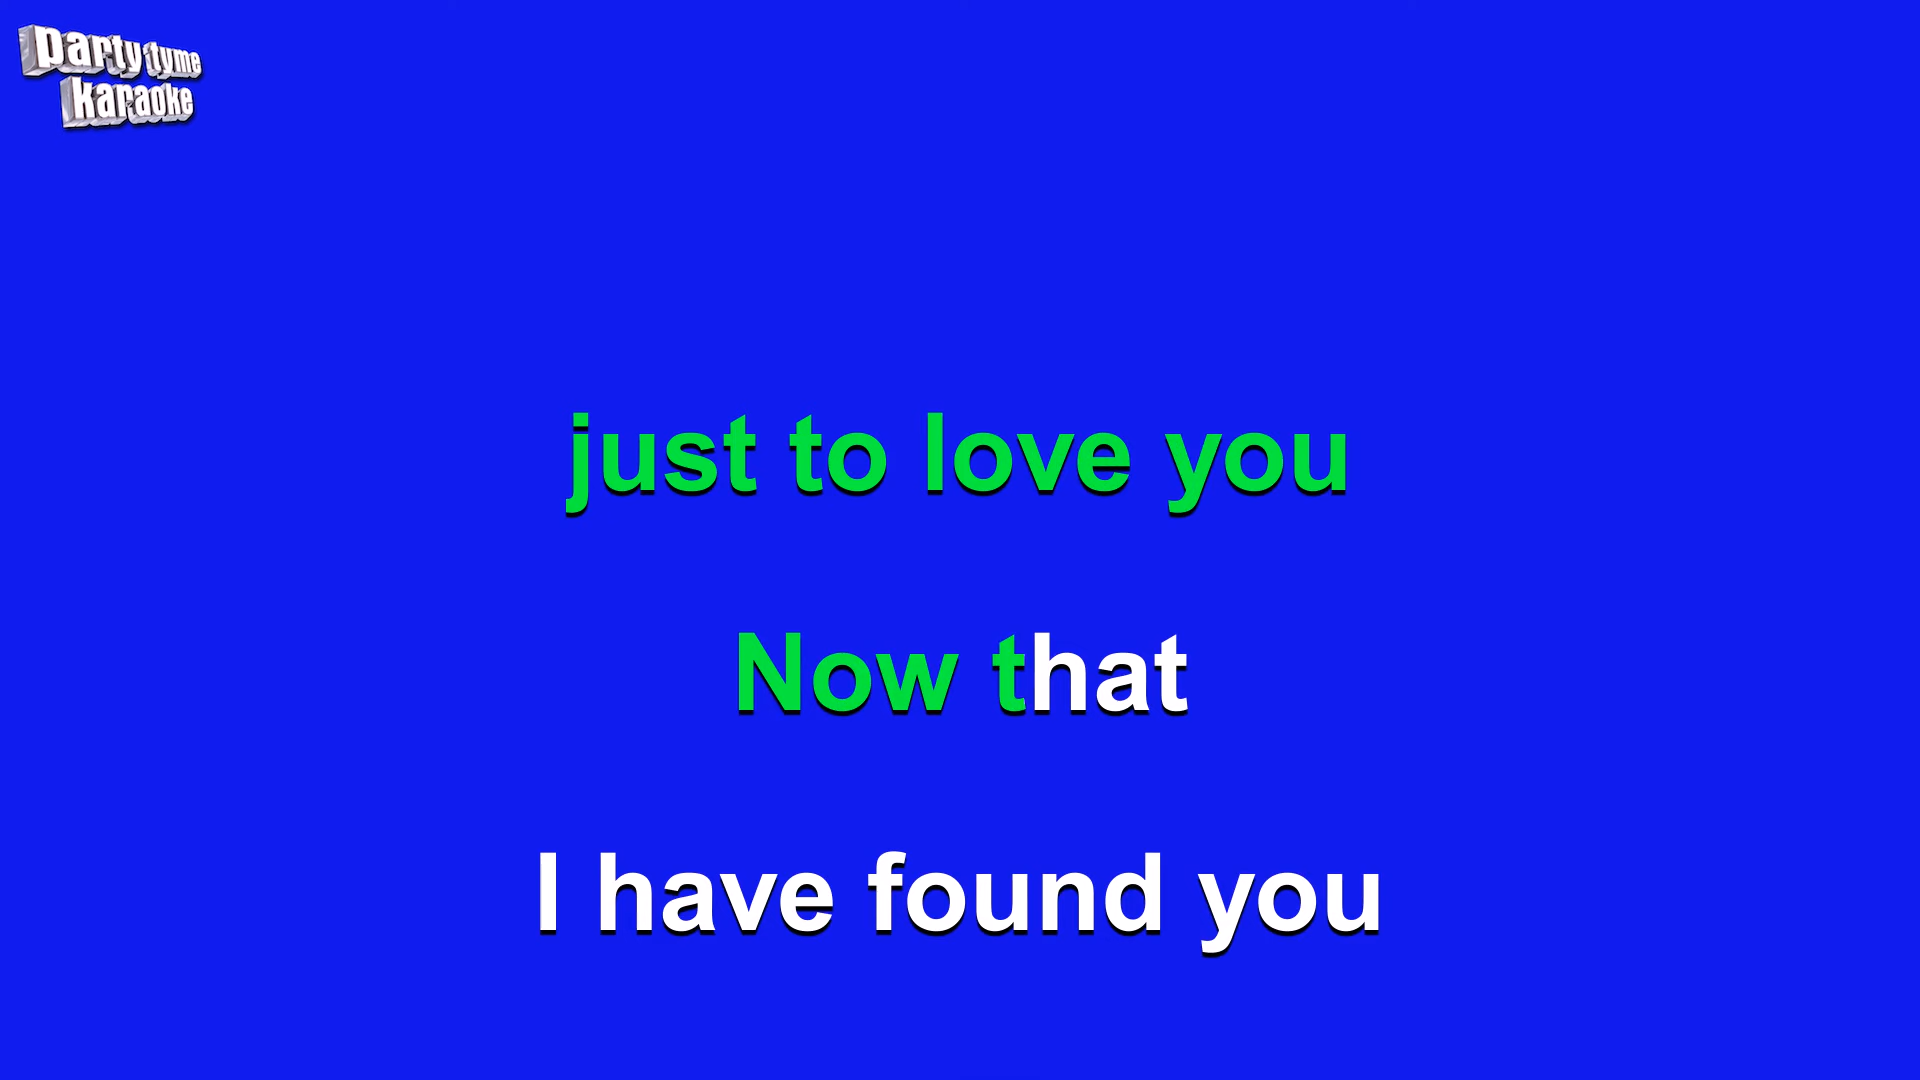 party tyme
karaoke
just to love you
Now that
I have found you